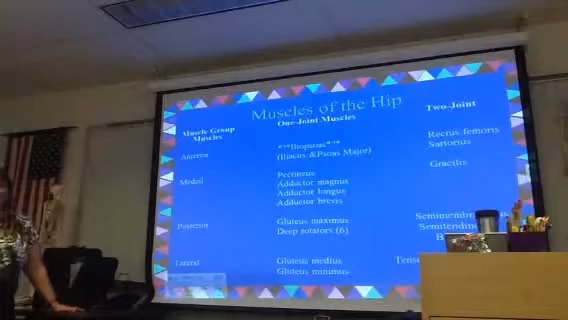 Muscles of the Hip
Muscle Group
Muscles
One-Joint Muscles
Two-Joint
Anterior
*?*Iliopsoas*?*
(Iliacus &Psoas Major)
Rectus femoris
Sartorius
Medial
Pectineus
Adductor magnus
Adductor longus
Adductor brevis
Gracilis
Posterior
Gluteus maximus
Deep rotators (6)
Lateral
Gluteus medius
Gluteus minimus